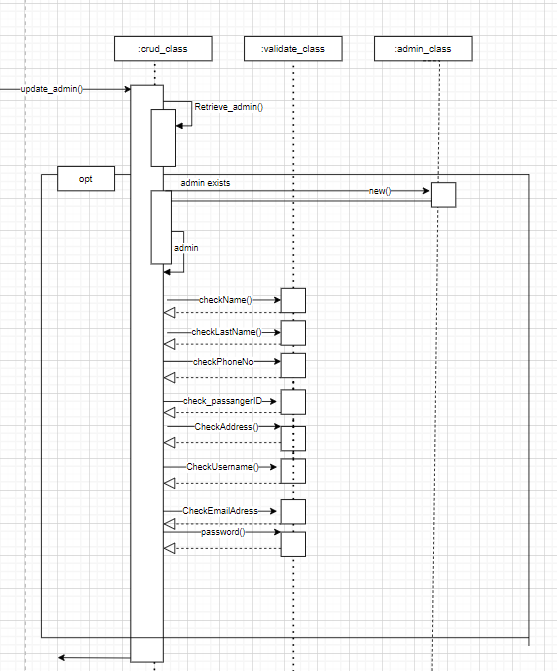 :crud_class
:validate_class
:admin_class
update_admin()
Retrieve_admin()
opt
admin exists
new()
admin
checkName()
checkLastName()
checkPhoneNo
check_passangerID
CheckAddress()
CheckUsername()
CheckEmailAdress
password()